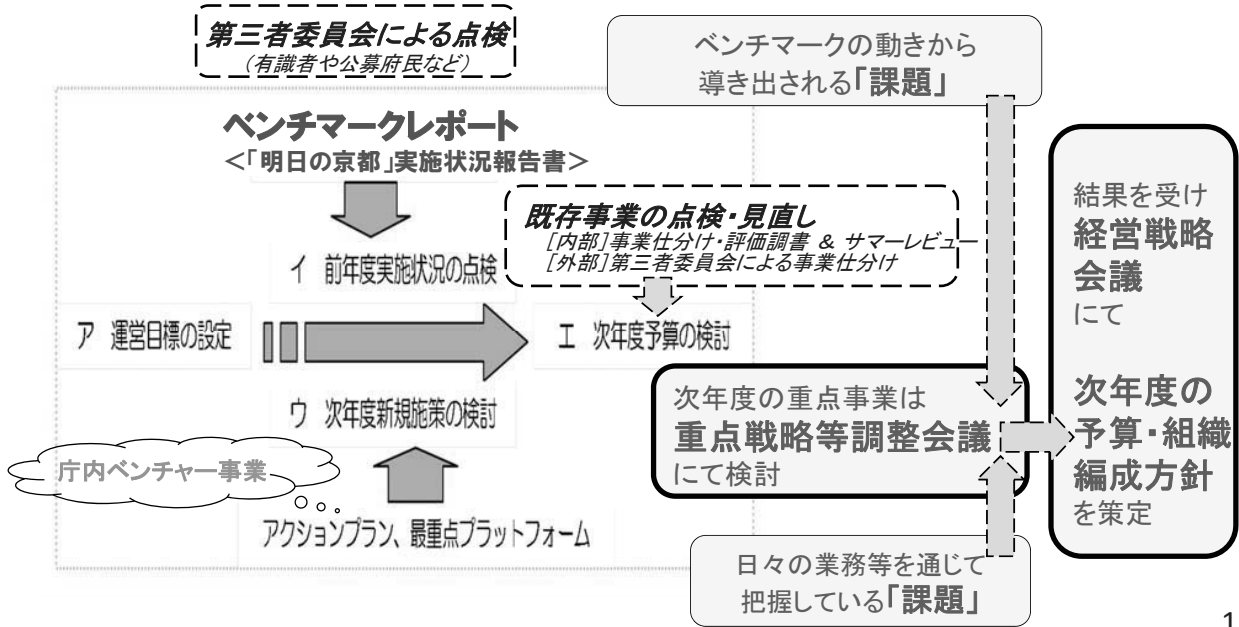 第三者委員会による点検
(有識者や公募府民など)
ベンチマークの動きから
導き出される「課題」
ベンチマークレポート
<「明日の京都」実施状況報告書>
既存事業の点検・見直し
[内部]事業仕分け・評価調書 & サマーレビュー
[外部]第三者委員会による事業仕分け
イ 前年度実施状況の点検
ア 運営目標の設定
エ 次年度予算の検討
ウ 次年度新規施策の検討
庁内ベンチャー事業
アクションプラン、最重点プラットフォーム
次年度の重点事業は
重点戦略等調整会議
にて検討
日々の業務等を通じて
把握している「課題」
結果を受け
経営戦略
会議
にて
次年度の
予算・組織
編成方針
を策定
1